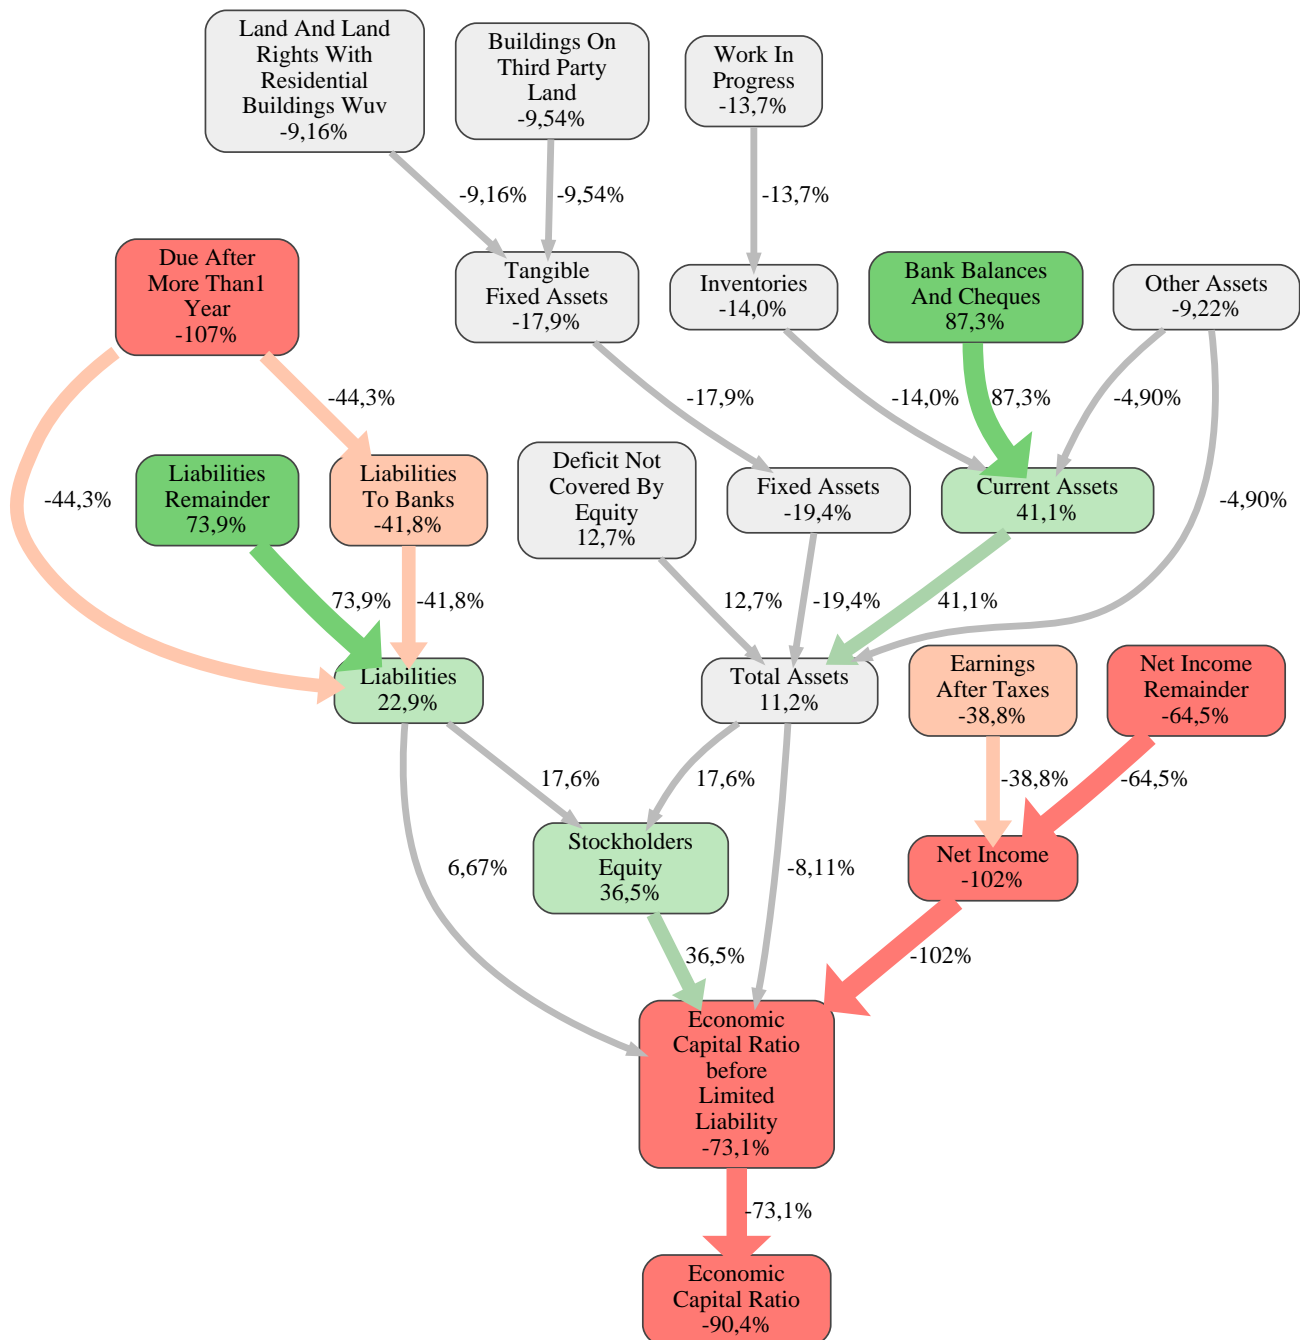 Land And Land
Rights With
Residential
Buildings Wuv
-9,16%
Buildings On
Third Party
Land
-9,54%
Work In
Progress
-13,7%
-9,16%
-9,54%
-13,7%
Due After
More Than1
Year
-107%
Tangible
Fixed Assets
-17,9%
Inventories
-14,0%
Bank Balances
And Cheques
87,3%
Other Assets
-9,22%
-44,3%
-17,9%
-14,0%
87,3%
-4,90%
-44,3%
Liabilities
Remainder
73,9%
Liabilities
To Banks
-41,8%
Deficit Not
Covered By
Equity
12,7%
Fixed Assets
-19,4%
Current Assets
41,1%
-4,90%
73,9%
-41,8%
12,7%
-19,4%
41,1%
Liabilities
22,9%
Total Assets
11,2%
Earnings
After Taxes
-38,8%
Net Income
Remainder
-64,5%
17,6%
17,6%
-38,8%
-64,5%
6,67%
Stockholders
Equity
36,5%
-8,11%
Net Income
-102%
36,5%
-102%
Economic
Capital Ratio
before
Limited
Liability
-73,1%
-73,1%
Economic
Capital Ratio
-90,4%